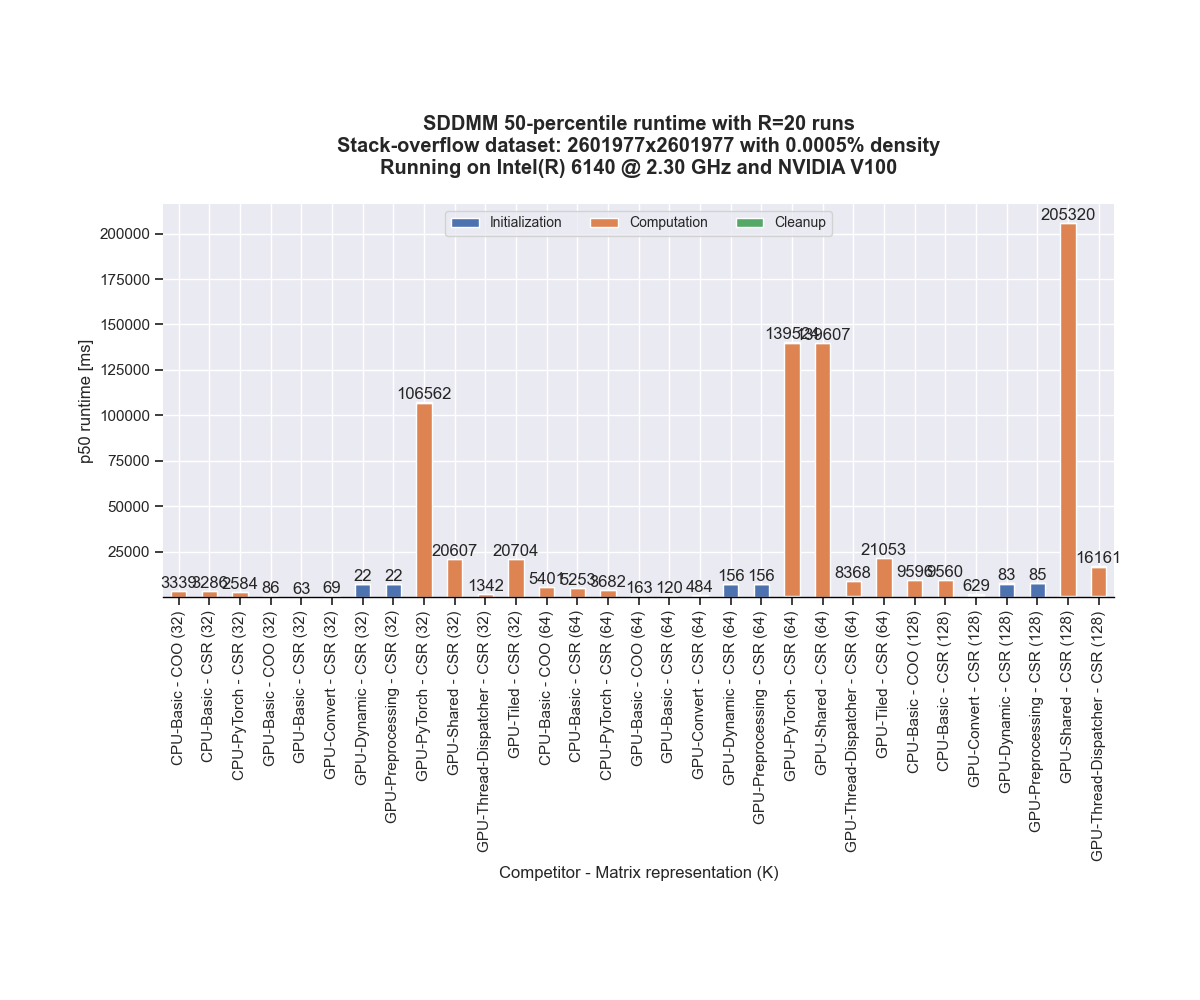 SDDMM 50-percentile runtime with R=20 runs
Stack-overflow dataset: 2601977x2601977 with 0.0005% density
Running on Intel(R) 6140 @ 2.30 GHz and NVIDIA V100
Initialization Computation Cleanup
p50 runtime [ms]
200000
175000
150000
125000
100000
75000
50000
25000
3339
3286
2584
86
63
69
22
22
106562
20607
1342
20704
5401
5253
3682
163
120
484
156
156
139524
139607
8368
21053
9596
9560
629
83
85
205320
16161
CPU-Basic - COO (32)
CPU-Basic - CSR (32)
CPU-PyTorch - CSR (32)
GPU-Basic - COO (32)
GPU-Basic - CSR (32)
GPU-Convert - CSR (32)
GPU-Dynamic - CSR (32)
GPU-Preprocessing - CSR (32)
GPU-PyTorch - CSR (32)
GPU-Shared - CSR (32)
GPU-Thread-Dispatcher - CSR (32)
GPU-Tiled - CSR (32)
CPU-Basic - COO (64)
CPU-Basic - CSR (64)
CPU-PyTorch - CSR (64)
GPU-Basic - COO (64)
GPU-Basic - CSR (64)
GPU-Convert - CSR (64)
GPU-Dynamic - CSR (64)
GPU-Preprocessing - CSR (64)
GPU-PyTorch - CSR (64)
GPU-Shared - CSR (64)
GPU-Thread-Dispatcher - CSR (64)
GPU-Tiled - CSR (64)
CPU-Basic - COO (128)
CPU-Basic - CSR (128)
GPU-Convert - CSR (128)
GPU-Dynamic - CSR (128)
GPU-Preprocessing - CSR (128)
GPU-Shared - CSR (128)
GPU-Thread-Dispatcher - CSR (128)
Competitor - Matrix representation (K)